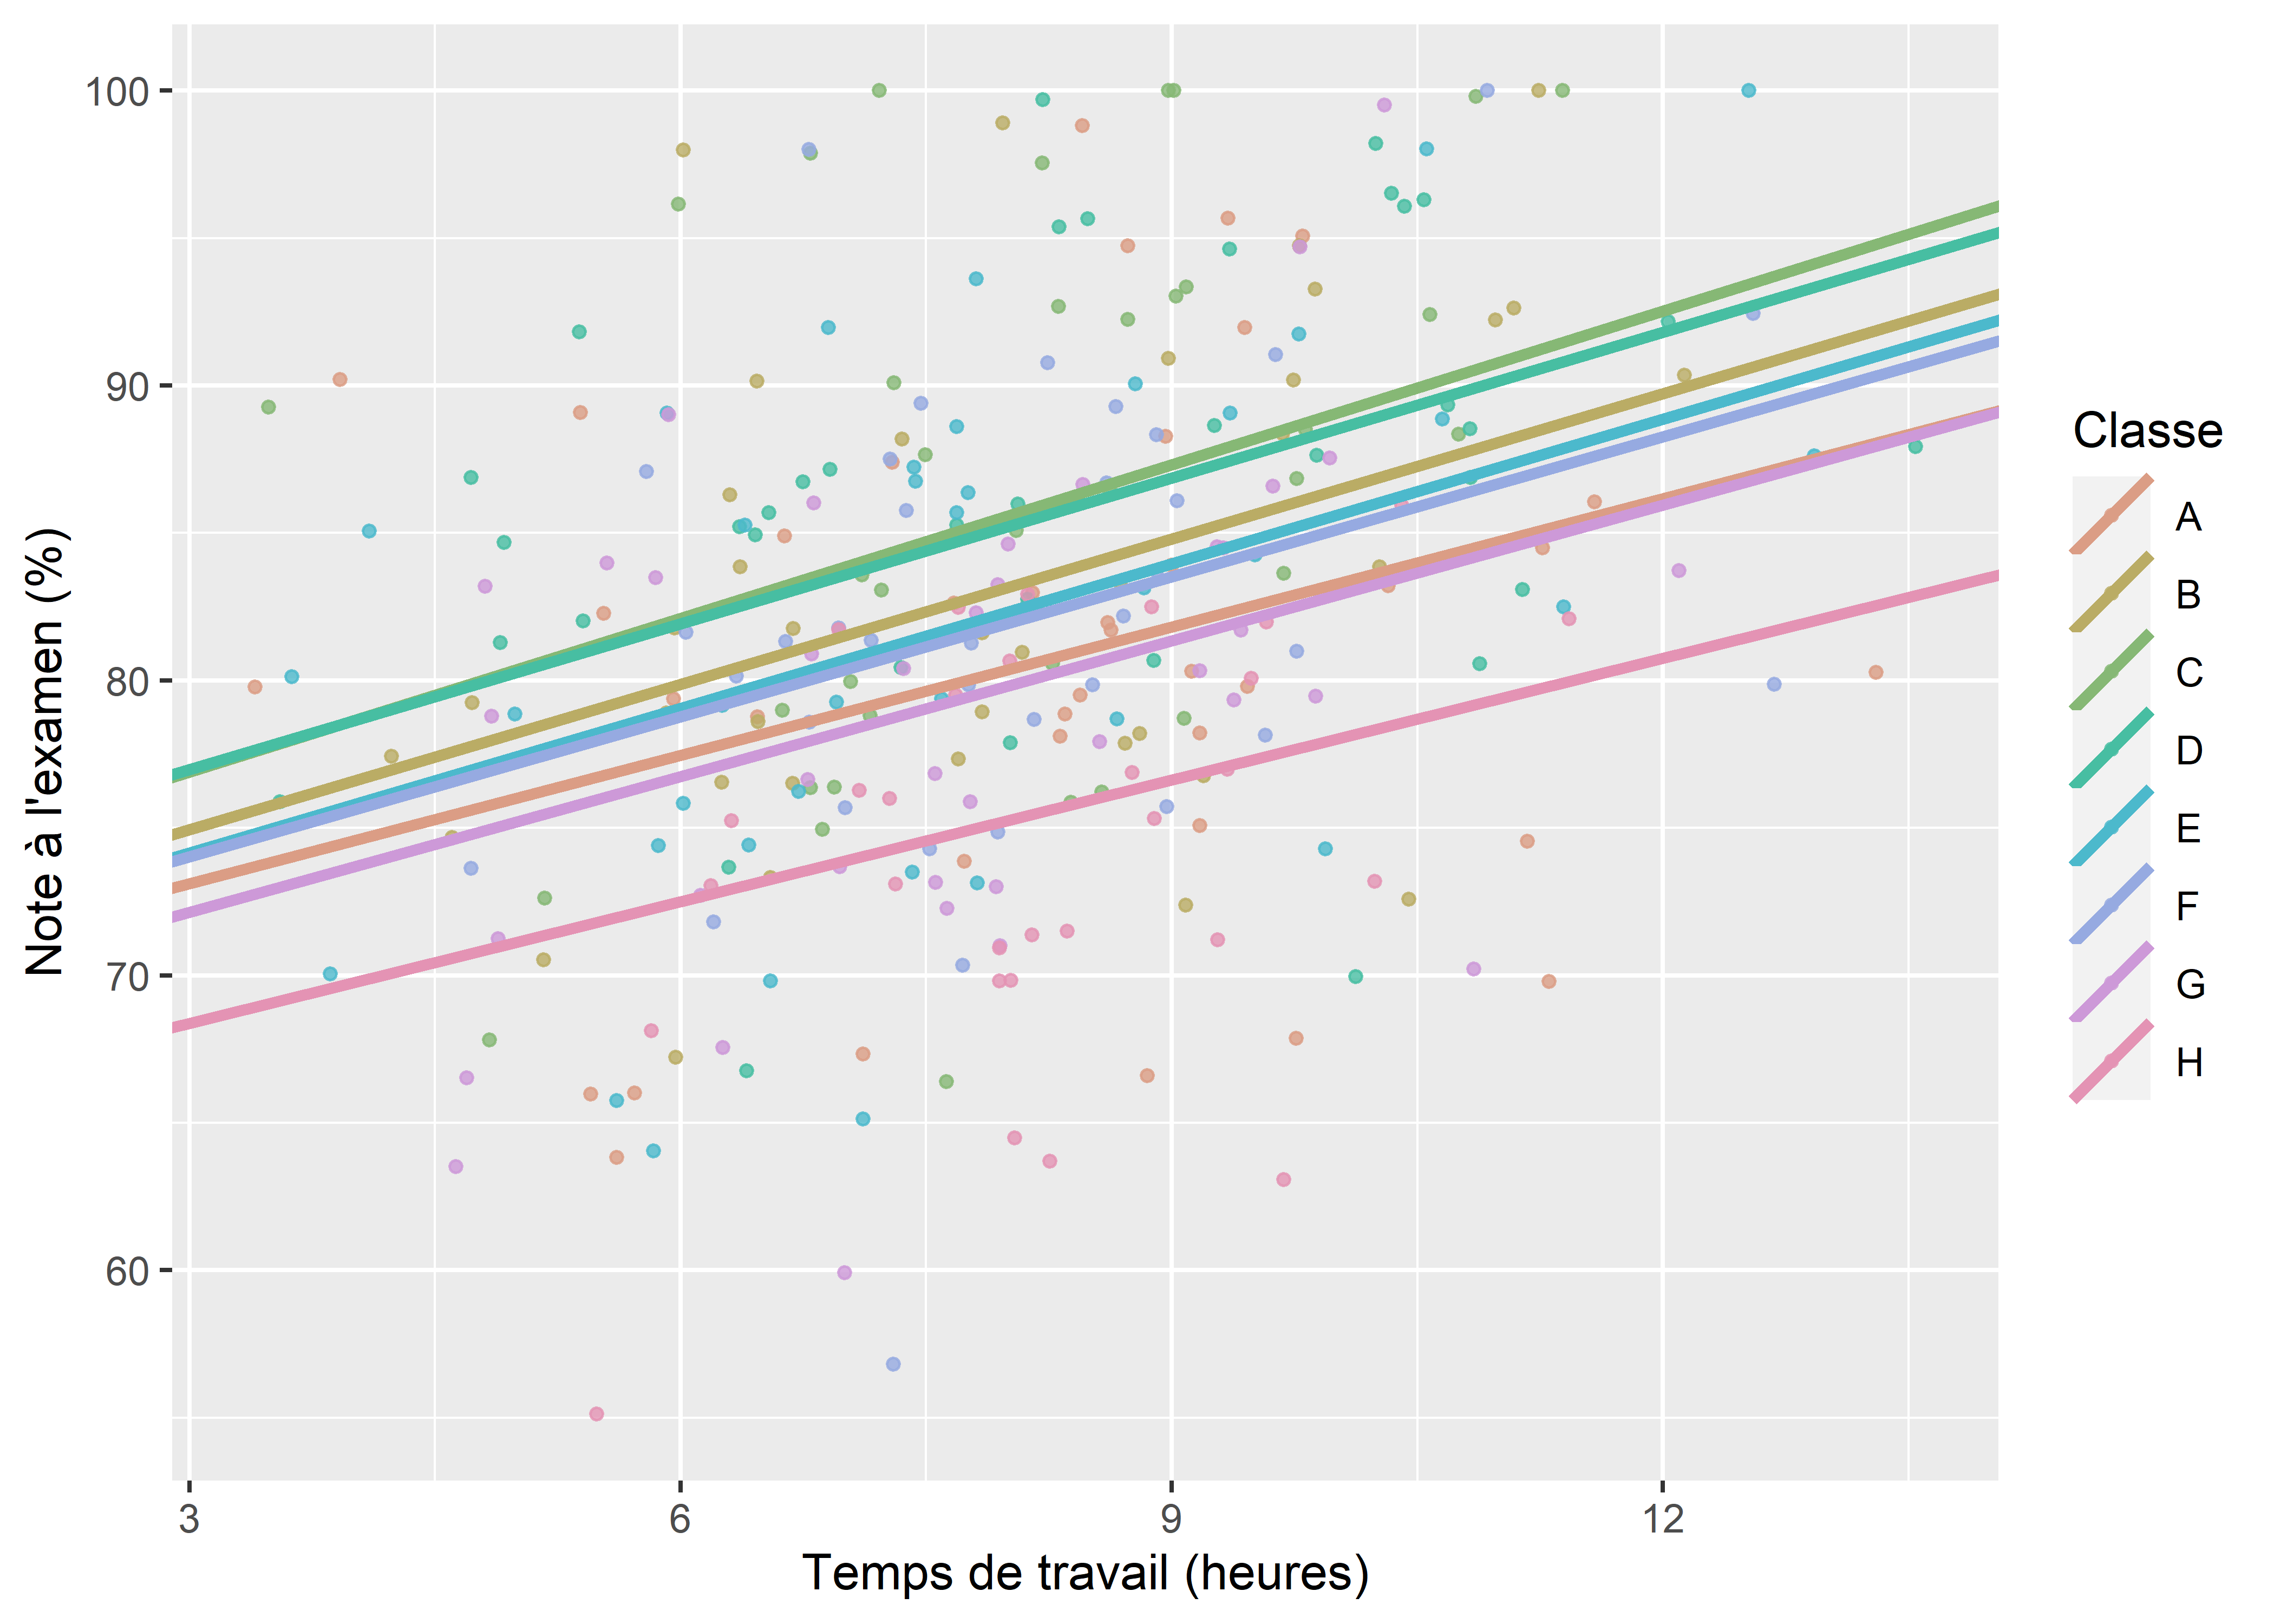 100
90
80
70
60
3 6 9 12
Note à l'examen (%)
Temps de travail (heures)
Classe
A
B
C
D
E
F
G
H